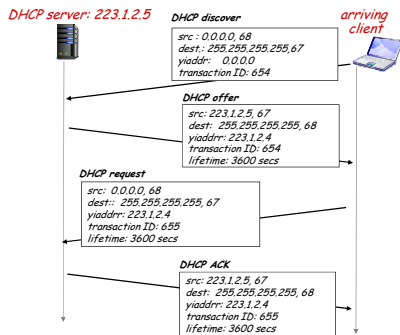 DHCP server: 223.1.2.5
DHCP discover
arriving
client
src : 0.0.0.0, 68
dest.: 255.255.255.255,67
yiaddr: 0.0.0.0
transaction ID: 654
DHCP offer
src: 223.1.2.5, 67
dest: 255.255.255.255, 68
yiaddrr: 223.1.2.4
transaction ID: 654
lifetime: 3600 secs
DHCP request
src: 0.0.0.0, 68
dest:: 255.255.255.255, 67
yiaddrr: 223.1.2.4
transaction ID: 655
lifetime: 3600 secs
DHCP ACK
src: 223.1.2.5, 67
dest: 255.255.255.255, 68
yiaddrr: 223.1.2.4
transaction ID: 655
lifetime: 3600 secs